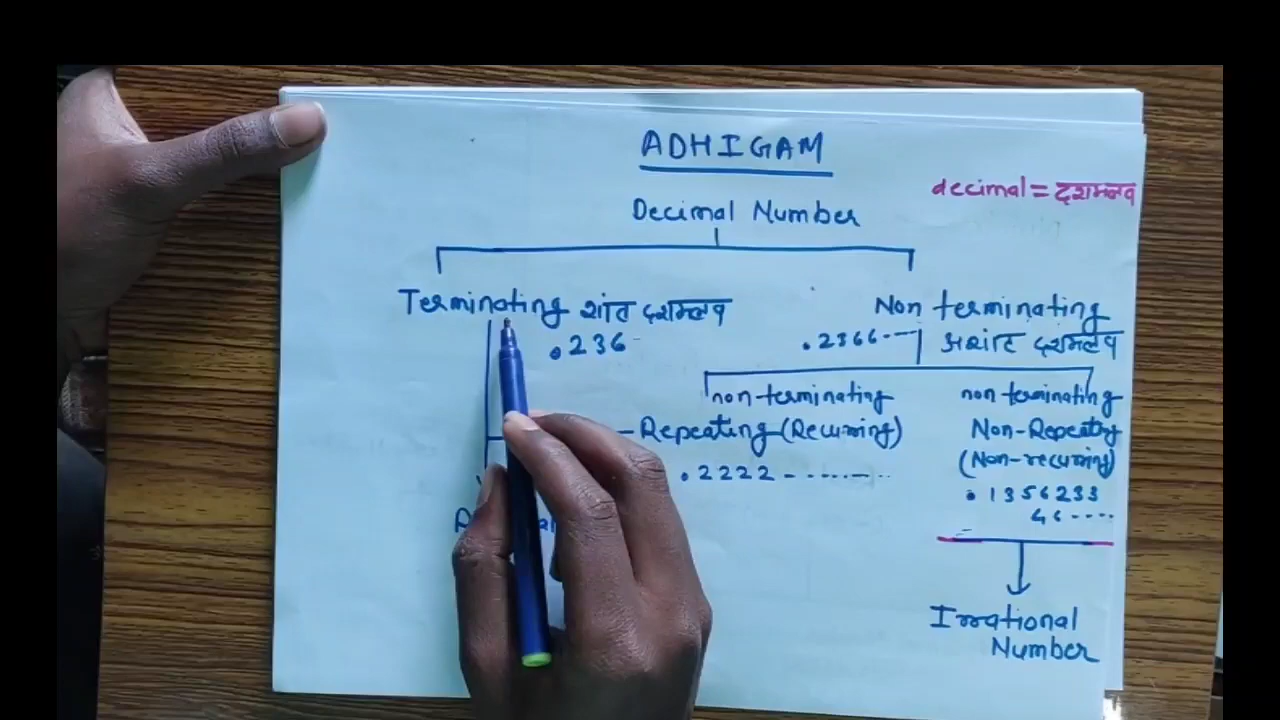 ADHIGAM
decimal = दशमलव
Decimal Number
Terminating शांत दशमलव
.236
Non terminating
.2366----
अशांत दशमलव
non terminating
Repeating (Recurring)
.2222- - ........
non terminating
Non-Repeating
(Non-recurring)
.1356233
46....
Irrational
Number